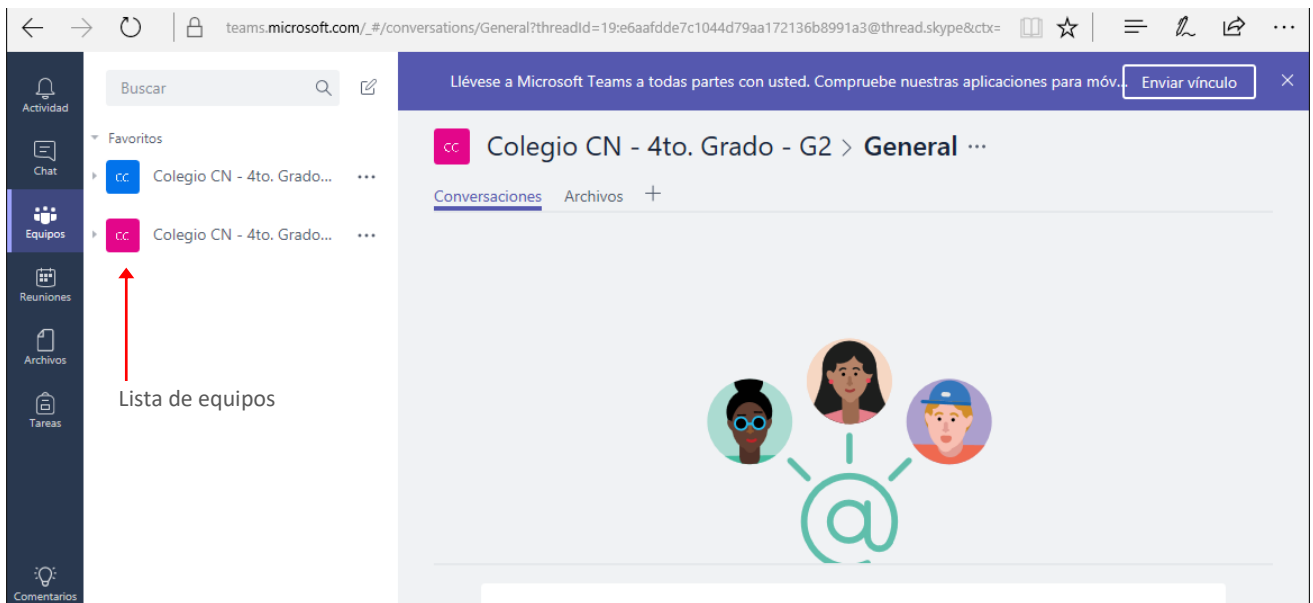 teams.microsoft.com/_#/conversations/General?threadId=19:e6aafdde7c1044d79aa172136b8991a3@thread.skype&ctx=
Actividad
Chat
Equipos
Reuniones
Archivos
Tareas
Comentarios
Buscar
Favoritos
CC Colegio CN - 4to. Grado... ...
CC Colegio CN - 4to. Grado... ...
Lista de equipos
Llévese a Microsoft Teams a todas partes con usted. Compruebe nuestras aplicaciones para móv... Enviar vínculo
CC Colegio CN - 4to. Grado - G2 > General ...
Conversaciones Archivos +
@